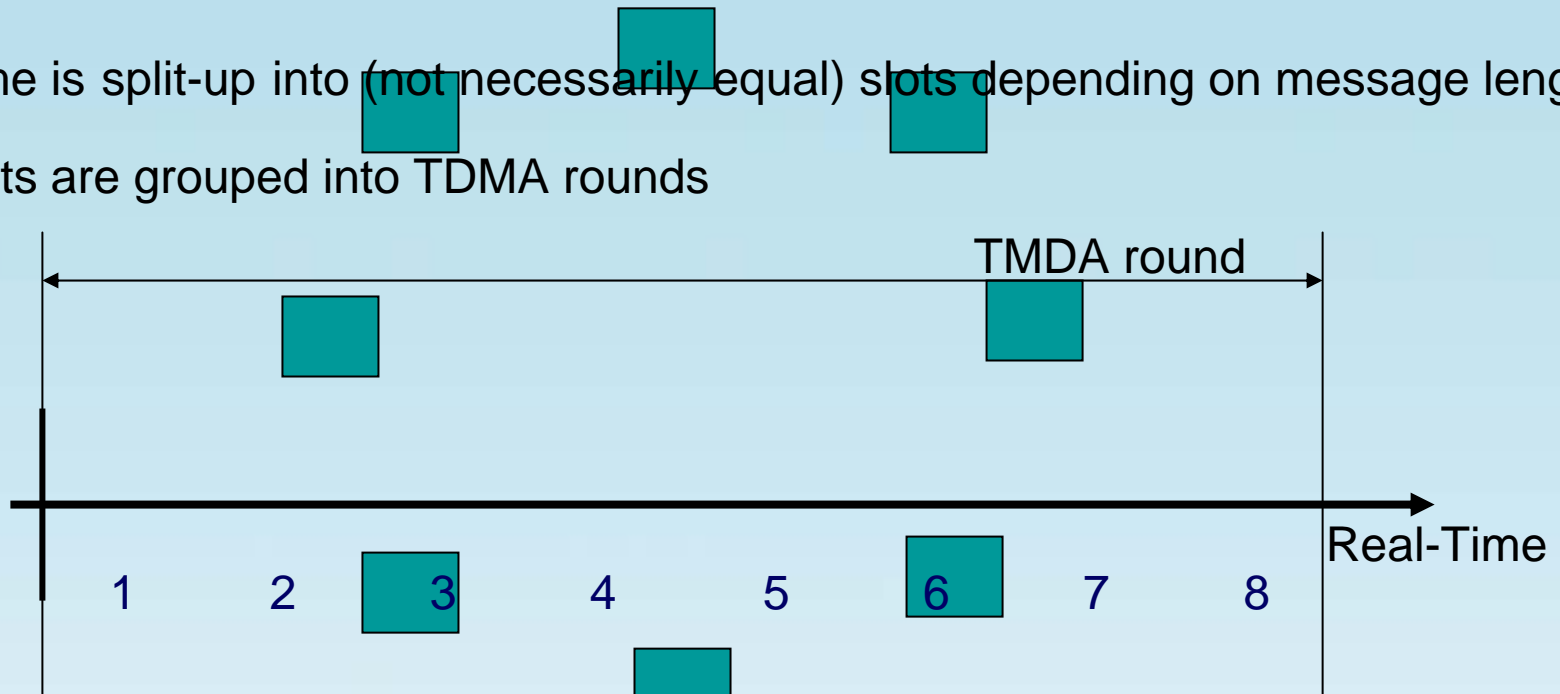 ne is split-up into (not necessarily equal) slots depending on message leng
ts are grouped into TDMA rounds
TMDA round
Real-Time
1 2 3 4 5 6 7 8